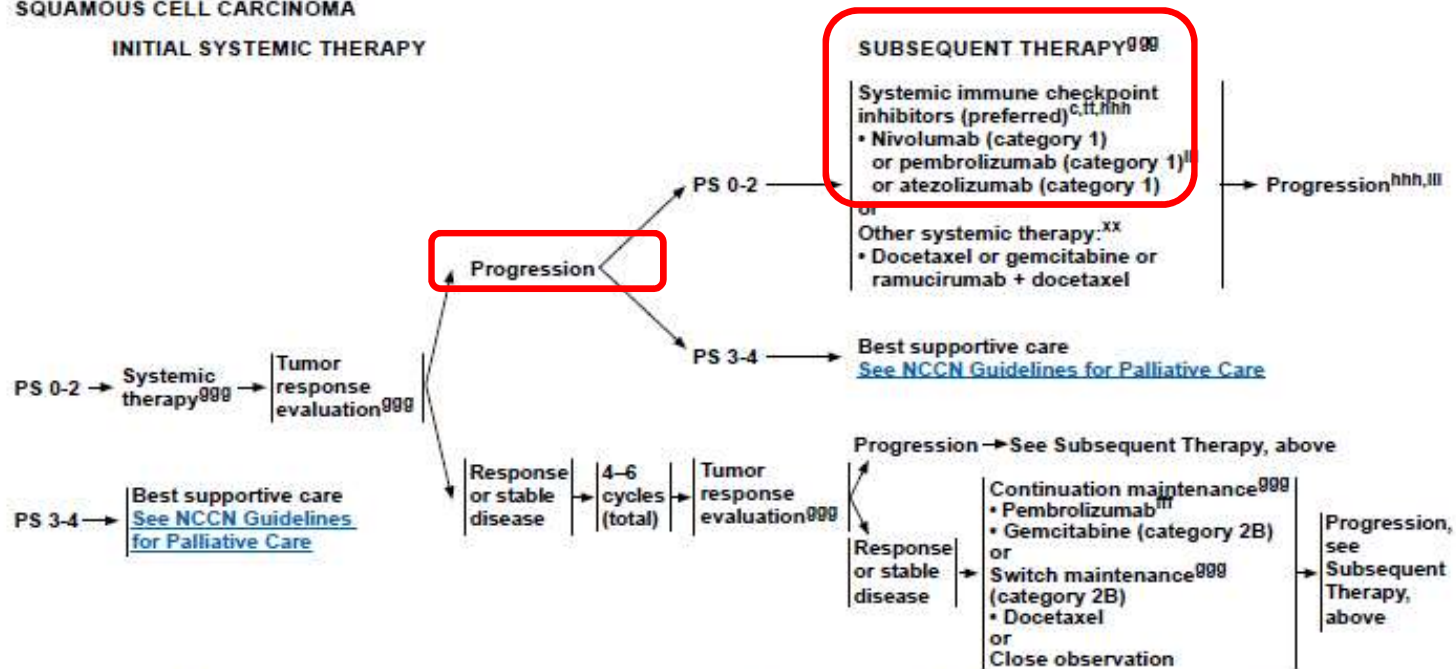 SQUAMOUS CELL CARCINOMA
INITIAL SYSTEMIC THERAPY
SUBSEQUENT THERAPYggg
Systemic immune checkpoint
inhibitors (preferred)c,tt,hhh
• Nivolumab (category 1)
or pembrolizumab (category 1)iii
or atezolizumab (category 1)
or
Other systemic therapy:xx
• Docetaxel or gemcitabine or
ramucirumab + docetaxel
PS 0-2
Progressionhhh,lll
Progression
PS 3-4
Best supportive care
See NCCN Guidelines for Palliative Care
PS 0-2
Systemic
therapyggg
Tumor
response
evaluationggg
Response
or stable
disease
4–6
cycles
(total)
Tumor
response
evaluationggg
Progression
See Subsequent Therapy, above
Response
or stable
disease
Continuation maintenanceggg
• Pembrolizumab
• Gemcitabine (category 2B)
or
Switch maintenanceggg
(category 2B)
• Docetaxel
or
Close observation
Progression,
see
Subsequent
Therapy,
above
PS 3-4
Best supportive care
See NCCN Guidelines
for Palliative Care